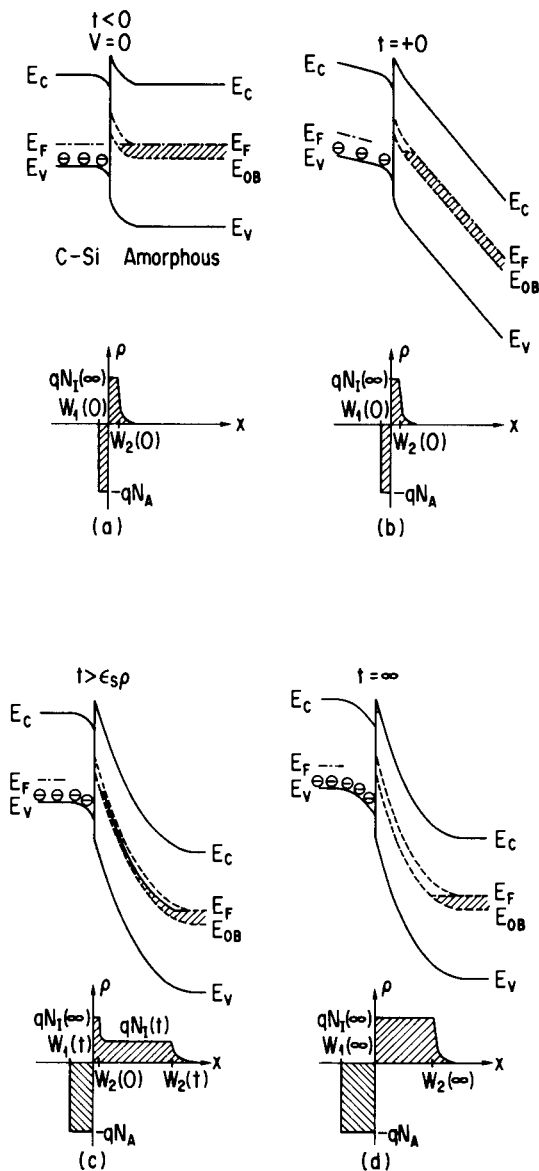 t<0
V=0
E_C
E_C
E_F
E_F
E_V
E_OB
E_V
C-Si Amorphous
ρ
qN_I(∞)
W_1(0)
x
W_2(0)
-qN_A
(a)
t=+0
E_C
E_F
E_V
E_C
E_F
E_OB
E_V
ρ
qN_I(∞)
W_1(0)
x
W_2(0)
-qN_A
(b)
t>ϵ_sρ
E_C
E_F
E_V
E_C
E_F
E_OB
E_V
ρ
qN_I(∞)
qN_I(t)
W_1(t)
x
W_2(0)
W_2(t)
-qN_A
(c)
t=∞
E_C
E_F
E_V
E_C
E_F
E_OB
E_V
ρ
qN_I(∞)
W_1(∞)
x
W_2(∞)
-qN_A
(d)